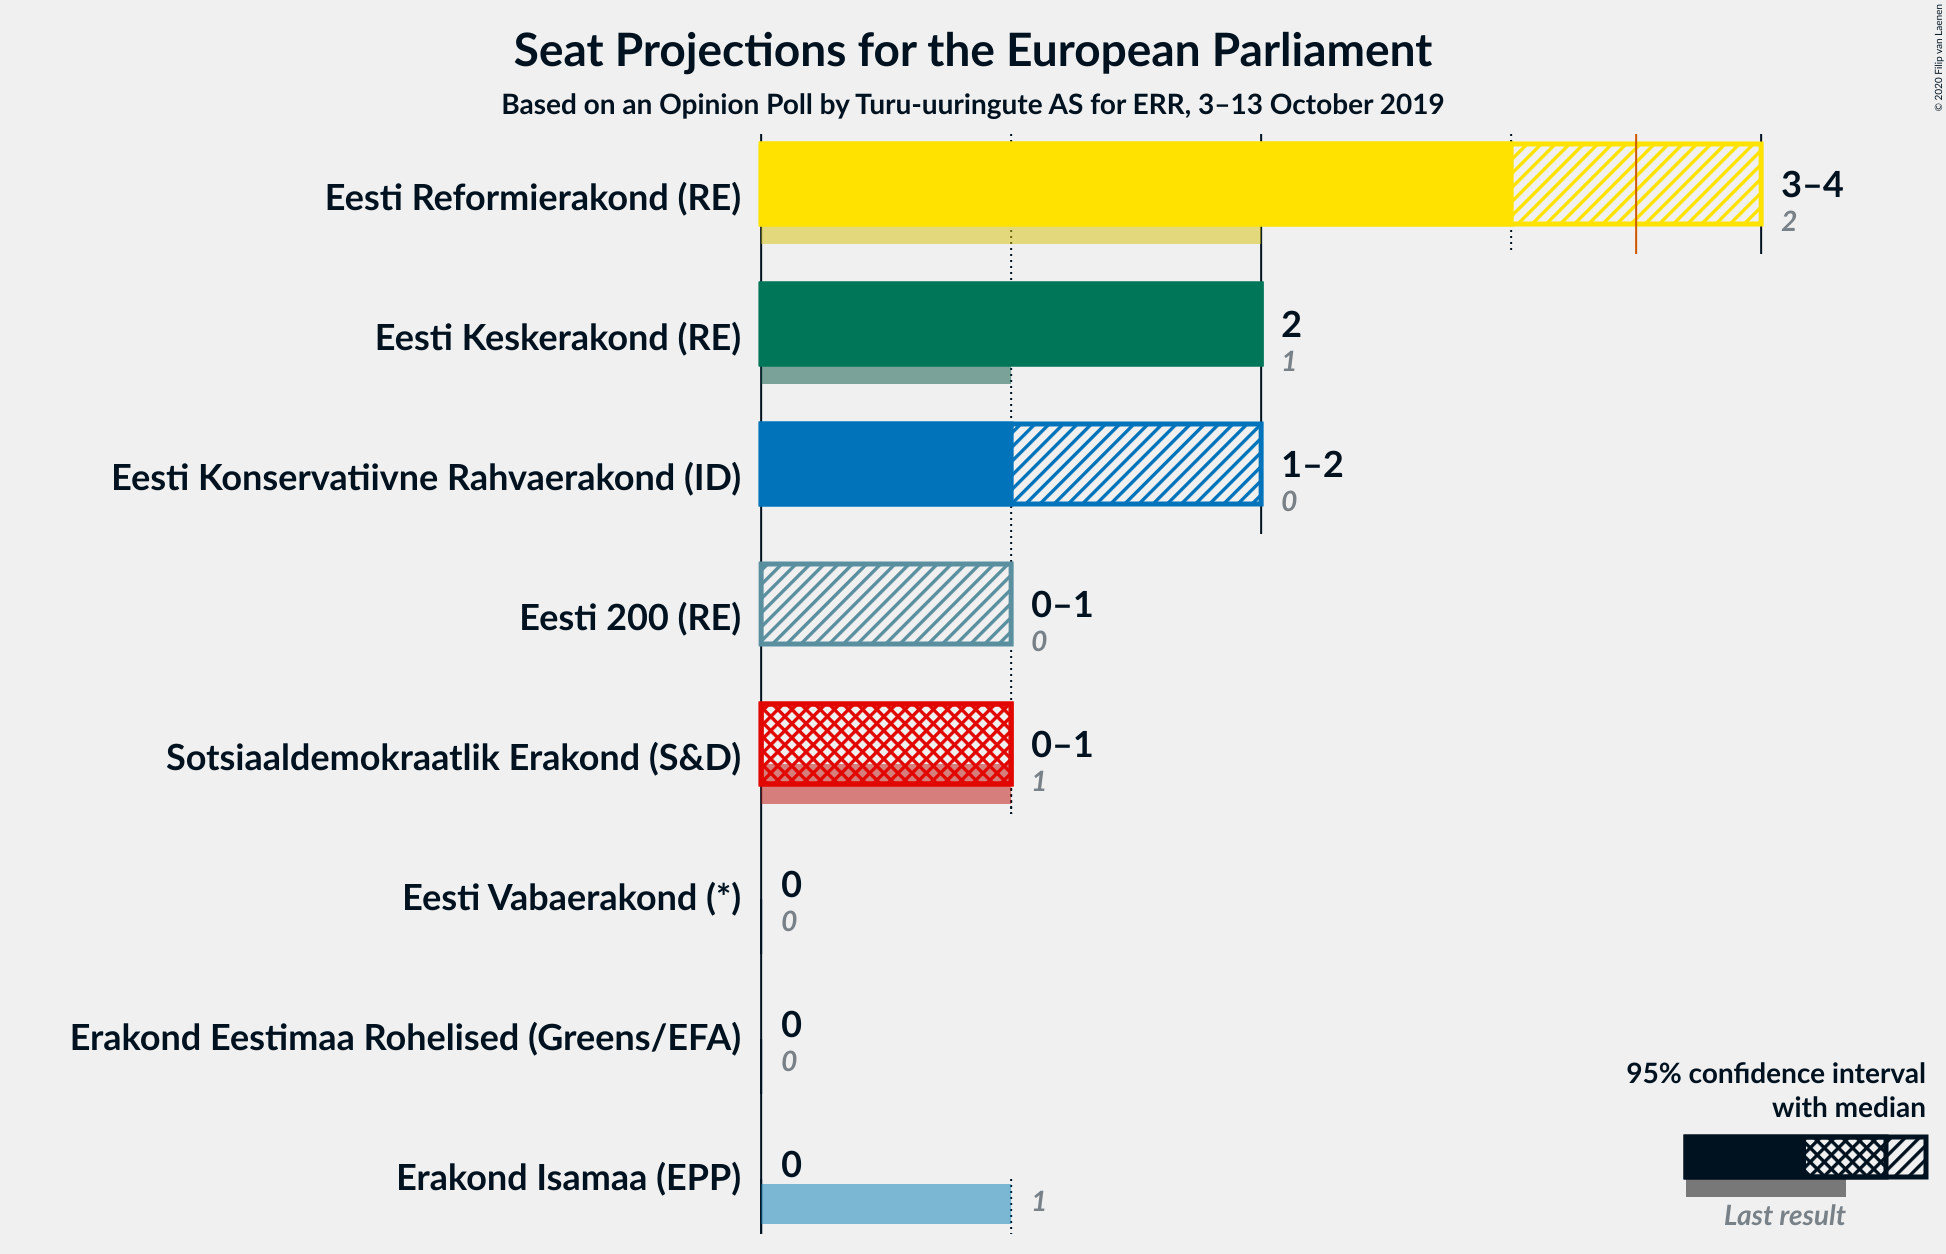 Seat Projections for the European Parliament
Based on an Opinion Poll by Turu-uuringute AS for ERR, 3–13 October 2019
© 2020 Filip van Laenen
Eesti Reformierakond (RE)
3–4
2
Eesti Keskerakond (RE)
2
1
Eesti Konservatiivne Rahvaerakond (ID)
1–2
0
Eesti 200 (RE)
0–1
0
Sotsiaaldemokraatlik Erakond (S&D)
0–1
1
Eesti Vabaerakond (*)
0
0
Erakond Eestimaa Rohelised (Greens/EFA)
0
0
Erakond Isamaa (EPP)
0
1
95% confidence interval
with median
Last result